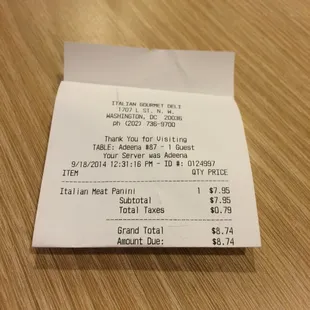 ITALIAN GOURMET DELI
1707 L ST. N. W.
WASHINGTON, DC 20036
ph (202) 736-9700
Thank You for Visiting
TABLE: Adeena #87 - 1 Guest
Your Server was Adeena
9/18/2014 12:31:16 PM - ID #: 0124997
ITEM QTY PRICE
Italian Meat Panini 1 $7.95
Subtotal $7.95
Total Taxes $0.79
Grand Total $8.74
Amount Due: $8.74